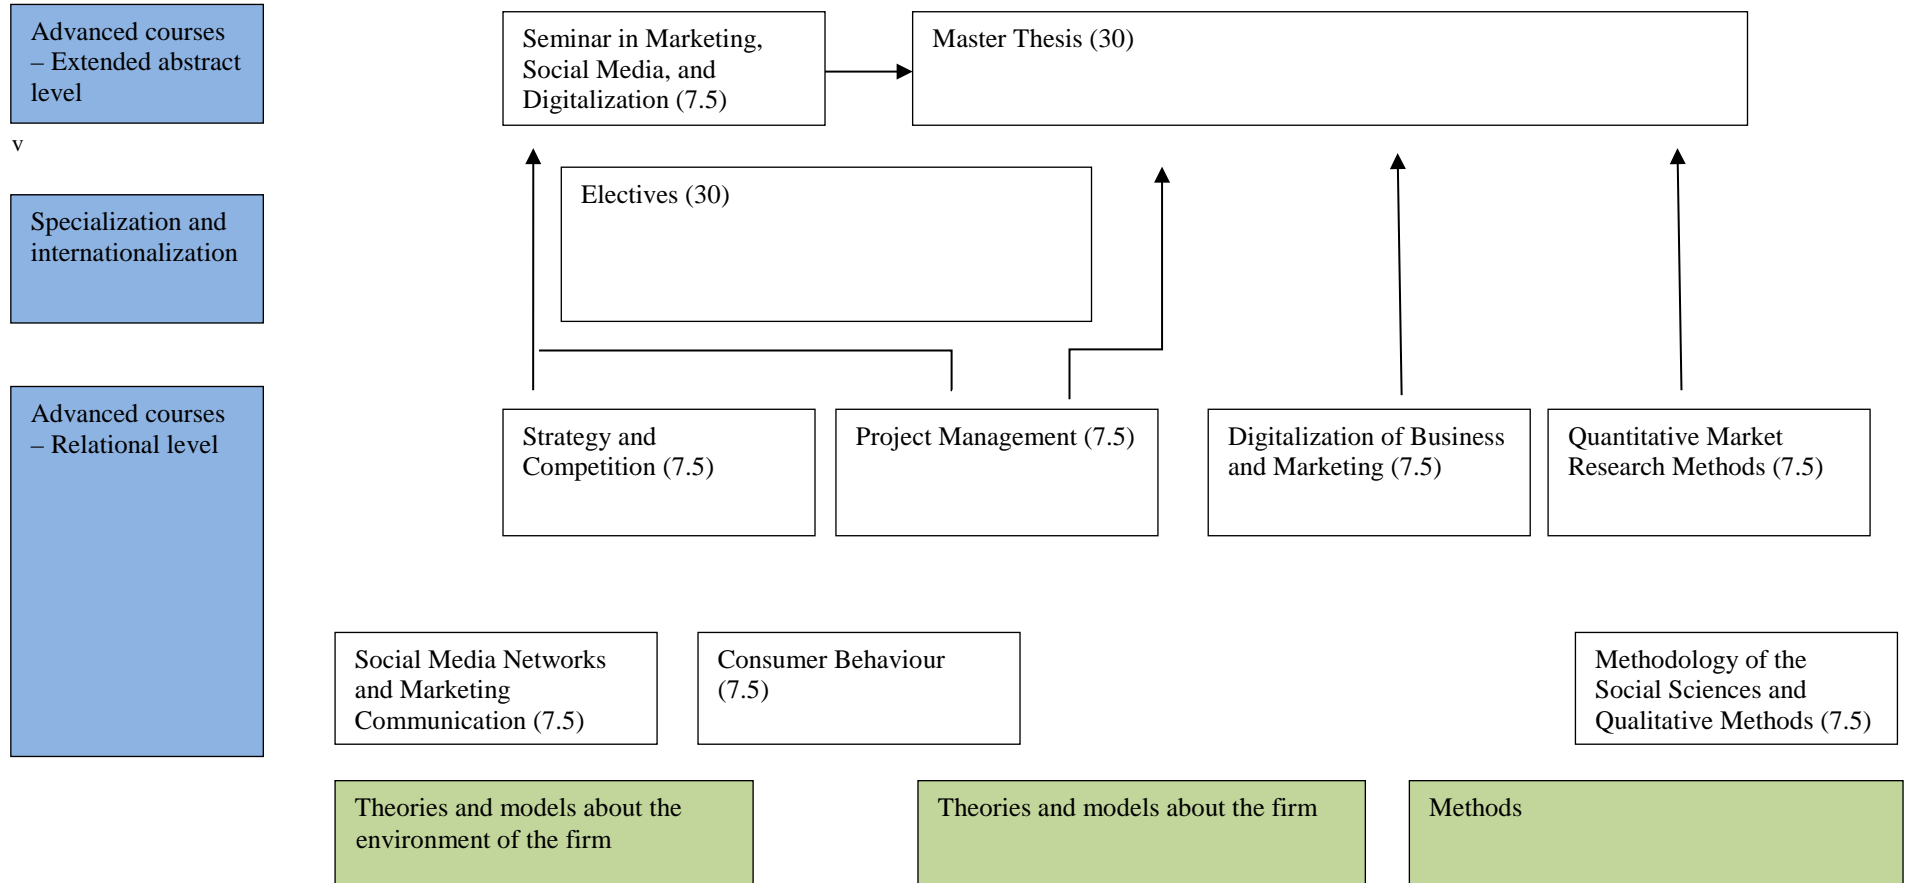 Advanced courses
– Extended abstract
level
Seminar in Marketing,
Social Media, and
Digitalization (7.5)
Master Thesis (30)
v
Specialization and
internationalization
Electives (30)
Advanced courses
– Relational level
Strategy and
Competition (7.5)
Project Management (7.5)
Digitalization of Business
and Marketing (7.5)
Quantitative Market
Research Methods (7.5)
Social Media Networks
and Marketing
Communication (7.5)
Consumer Behaviour
(7.5)
Methodology of the
Social Sciences and
Qualitative Methods (7.5)
Theories and models about the
environment of the firm
Theories and models about the firm
Methods